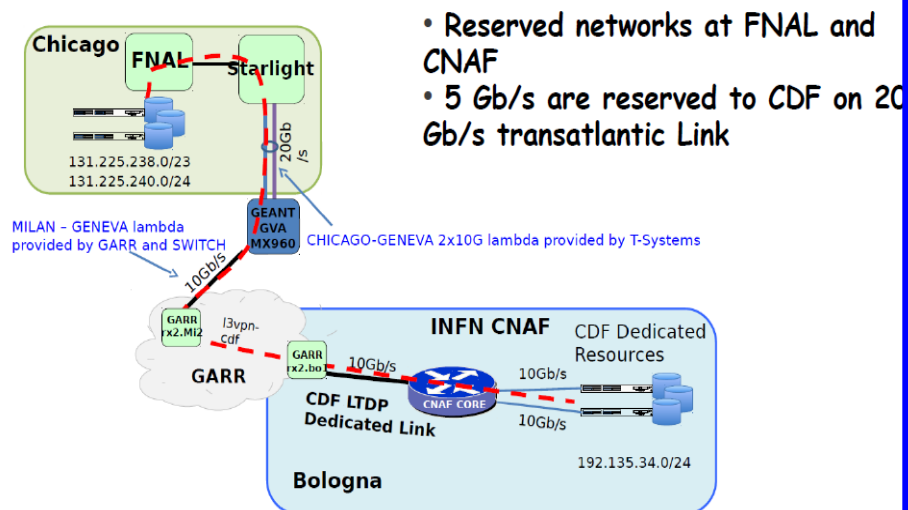 • Reserved networks at FNAL and
CNAF
• 5 Gb/s are reserved to CDF on 20
Gb/s transatlantic Link
Chicago
FNAL
Starlight
131.225.238.0/23
131.225.240.0/24
20Gb
/s
GEANT
GVA
MX960
MILAN – GENEVA lambda
provided by GARR and SWITCH
CHICAGO-GENEVA 2x10G lambda provided by T-Systems
10Gb/s
GARR
rx2.Mi2
l3vpn-
cdf
GARR
GARR
rx2.bo1
10Gb/s
CDF LTDP
Dedicated Link
INFN CNAF
CNAF CORE
CDF Dedicated
Resources
10Gb/s
10Gb/s
192.135.34.0/24
Bologna